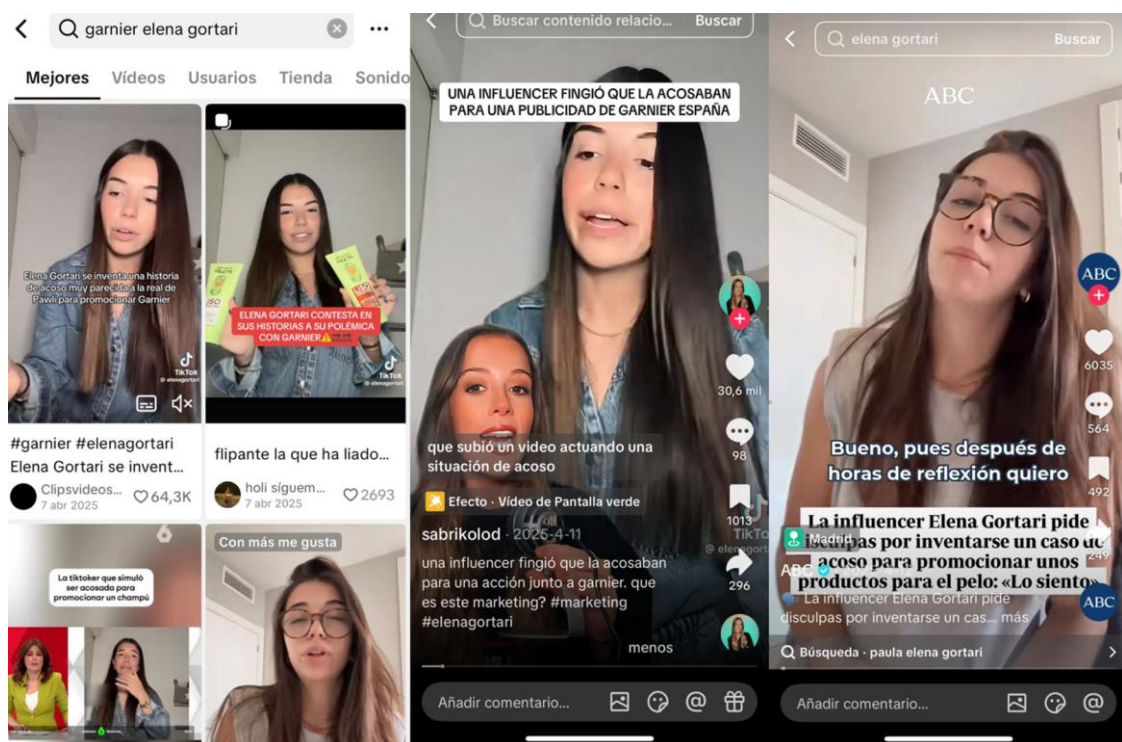 garnier elena gortari
Mejores Vídeos Usuarios Tienda Sonido
Elena Gortari se inventa una historia
de acoso muy parecida a la real de
Pawli para promocionar Garnier
#garnier #elenagortari
Elena Gortari se invent...
Clipsvideos...
7 abr 2025
64,3K
LISO
ELENA GORTARI CONTESTA EN
SUS HISTORIAS A SU POLÉMICA
CON GARNIER
TikTok
@ elenagortari
flipante la que ha liado...
holi síguem...
7 abr 2025
2693
6
La tiktoker que simuló
ser acosada para
promocionar un champú
Con más me gusta
Buscar contenido relacio... Buscar
UNA INFLUENCER FINGIÓ QUE LA ACOSABAN
PARA UNA PUBLICIDAD DE GARNIER ESPAÑA
30,6 mil
98
1013
296
que subió un video actuando una
situación de acoso
Efecto · Vídeo de Pantalla verde
sabrikolod · 2025-4-11
una influencer fingió que la acosaban
para una acción junto a garnier. que
es este marketing? #marketing
#elenagortari
menos
Añadir comentario...
elena gortari Buscar
ABC
ABC
6035
564
492
249
Bueno, pues después de
horas de reflexión quiero
La influencer Elena Gortari pide
Madrid
disculpas por inventarse un caso de
acoso para promocionar unos
productos para el pelo: «Lo siento»
ABC
La influencer Elena Gortari pide
disculpas por inventarse un cas... más
ABC
Búsqueda · paula elena gortari
Añadir comentario...